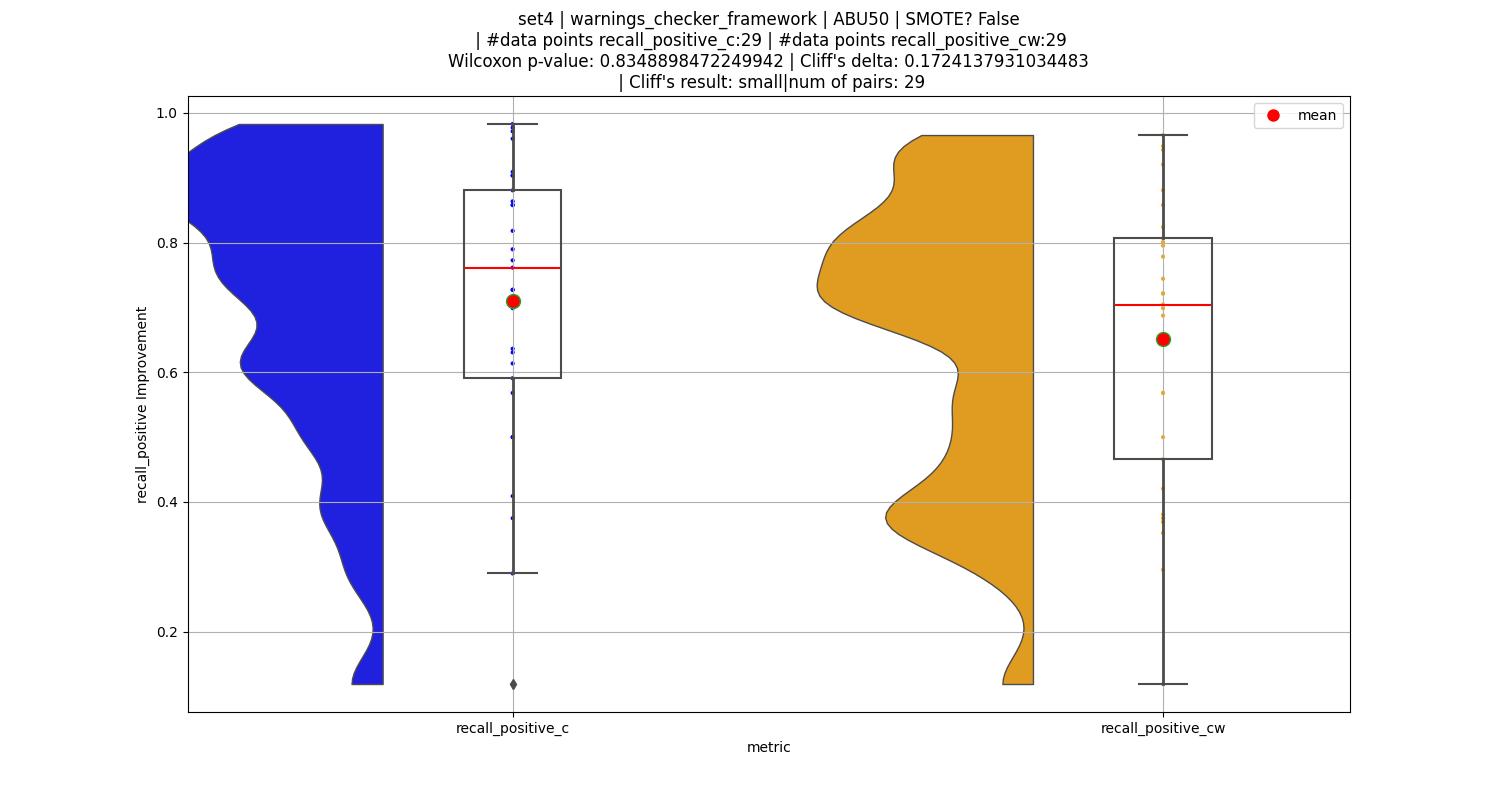 set4 | warnings_checker_framework | ABU50 | SMOTE? False
| #data points recall_positive_c:29 | #data points recall_positive_cw:29
Wilcoxon p-value: 0.8348898472249942 | Cliff's delta: 0.1724137931034483
| Cliff's result: small|num of pairs: 29
mean
1.0
0.8
0.6
0.4
0.2
recall_positive Improvement
recall_positive_c
recall_positive_cw
metric